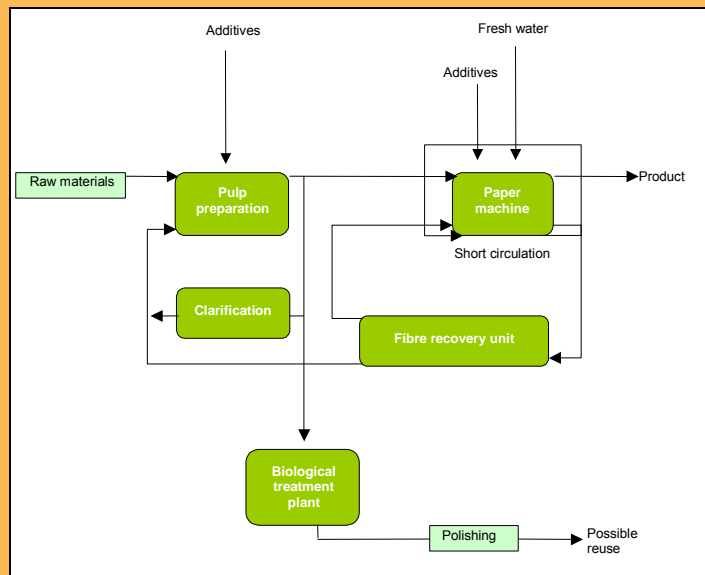 Fresh water
Additives
Additives
Raw materials
Pulp
preparation
Paper
machine
Product
Short circulation
Clarification
Fibre recovery unit
Biological
treatment
plant
Polishing
Possible
reuse